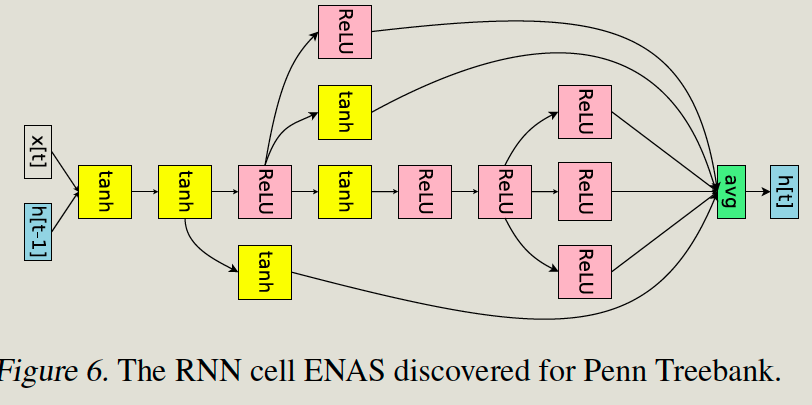 ReLU
tanh
ReLU
x[t]
h[t-1]
tanh
tanh
ReLU
tanh
ReLU
ReLU
ReLU
avg
h[t]
tanh
ReLU
Figure 6. The RNN cell ENAS discovered for Penn Treebank.